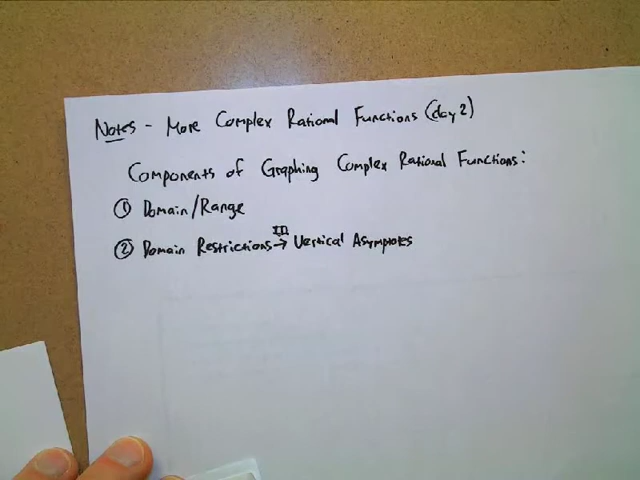 Notes - More Complex Rational Functions (day 2)
Components of Graphing Complex Rational Functions:
① Domain/Range
② Domain Restrictions → Vertical Asymptotes